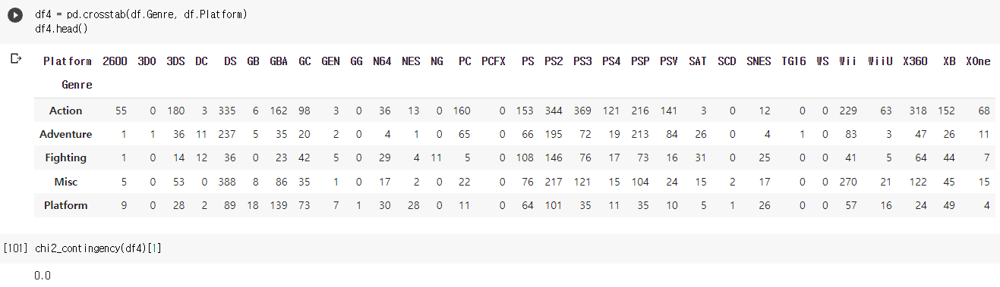 df4 = pd.crosstab(df.Genre, df.Platform)
df4.head()
Platform 2600 3DO 3DS DC DS GB GBA GC GEN GG N64 NES NG PC PCFX PS PS2 PS3 PS4 PSP PSV SAT SCD SNES TG16 WS Wii WiiU X360 XB XOne
Genre
Action 55 0 180 3 335 6 162 98 3 0 36 13 0 160 0 153 344 369 121 216 141 3 0 12 0 0 229 63 318 152 68
Adventure 1 1 36 11 237 5 35 20 2 0 4 1 0 65 0 66 195 72 19 213 84 26 0 4 1 0 83 3 47 26 11
Fighting 1 0 14 12 36 0 23 42 5 0 29 4 11 5 0 108 146 76 17 73 16 31 0 25 0 0 41 5 64 44 7
Misc 5 0 53 0 388 8 86 35 1 0 17 2 0 22 0 76 217 121 15 104 24 15 2 17 0 0 270 21 122 45 15
Platform 9 0 28 2 89 18 139 73 7 1 30 28 0 11 0 64 101 35 11 35 10 5 1 26 0 0 57 16 24 49 4
[101] chi2_contingency(df4)[1]
0.0